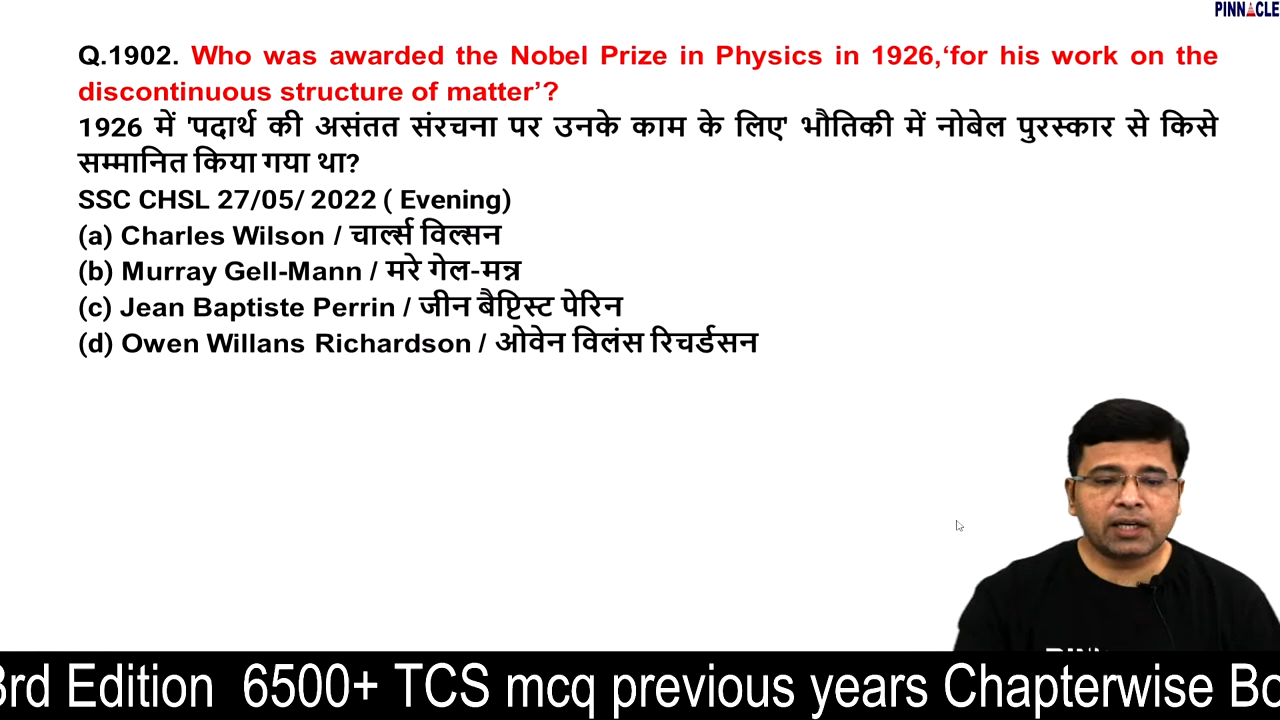 PINNACLE
Q.1902. Who was awarded the Nobel Prize in Physics in 1926,‘for his work on the
discontinuous structure of matter’?
1926 में 'पदार्थ की असंतत संरचना पर उनके काम के लिए' भौतिकी में नोबेल पुरस्कार से किसे
सम्मानित किया गया था?
SSC CHSL 27/05/ 2022 ( Evening)
(a) Charles Wilson / चार्ल्स विल्सन
(b) Murray Gell-Mann / मरे गेल-मन्न
(c) Jean Baptiste Perrin / जीन बैप्टिस्ट पेरिन
(d) Owen Willans Richardson / ओवेन विलंस रिचर्डसन
3rd Edition 6500+ TCS mcq previous years Chapterwise Bo